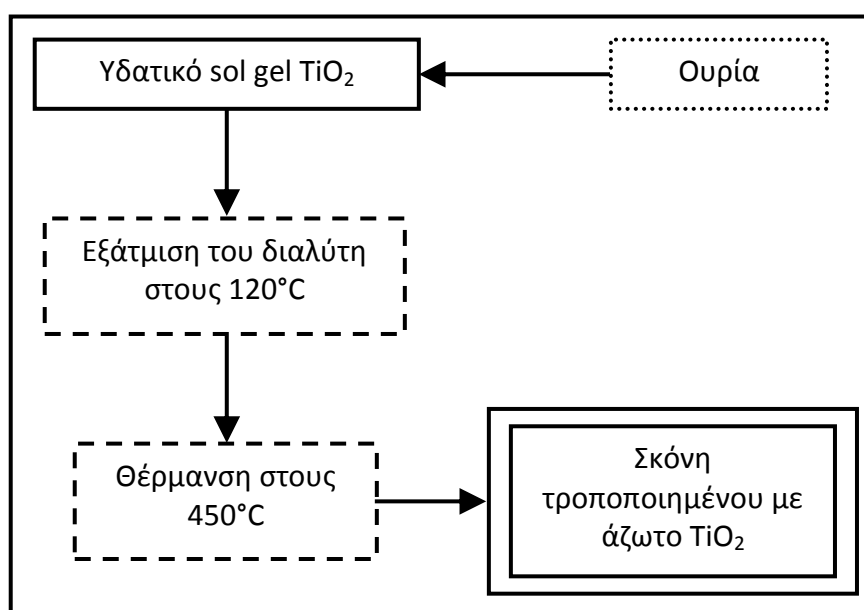 Υδατικό sol gel TiO₂
Ουρία
Εξάτμιση του διαλύτη
στους 120°C
Θέρμανση στους
450°C
Σκόνη
τροποποιημένου με
άζωτο TiO₂